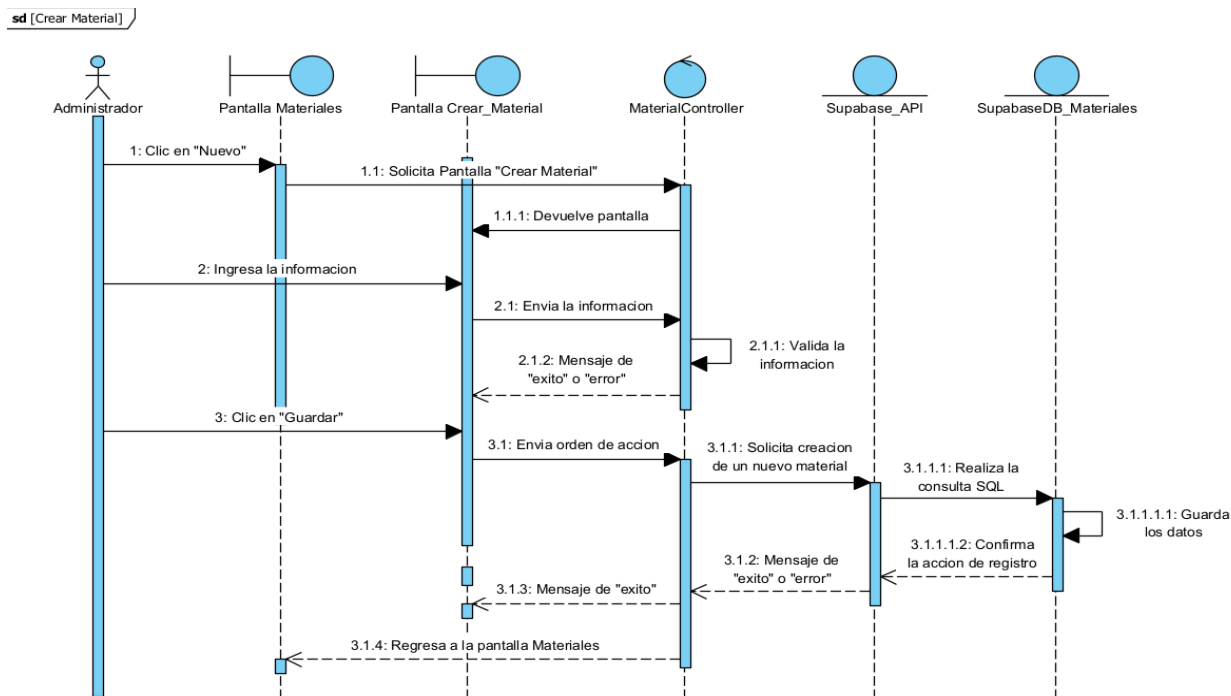 sd [Crear Material]
Administrador
Pantalla Materiales
Pantalla Crear_Material
MaterialController
Supabase_API
SupabaseDB_Materiales
1: Clic en "Nuevo"
1.1: Solicita Pantalla "Crear Material"
1.1.1: Devuelve pantalla
2: Ingresa la informacion
2.1: Envia la informacion
2.1.1: Valida la
informacion
2.1.2: Mensaje de
"exito" o "error"
3: Clic en "Guardar"
3.1: Envia orden de accion
3.1.1: Solicita creacion
de un nuevo material
3.1.1.1: Realiza la
consulta SQL
3.1.1.1.1: Guarda
los datos
3.1.1.1.2: Confirma
la accion de registro
3.1.2: Mensaje de
"exito" o "error"
3.1.3: Mensaje de "exito"
3.1.4: Regresa a la pantalla Materiales